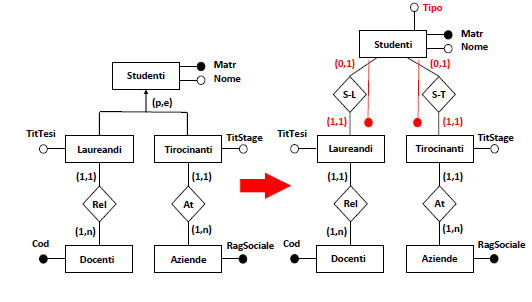 Tipo
Matr
Nome
Studenti
(p,e)
TitTesi
TitStage
Laureandi
Tirocinanti
(1,1)
(1,1)
Rel
At
(1,n)
(1,n)
Cod
RagSociale
Docenti
Aziende
Matr
Nome
Studenti
(0,1)
(0,1)
S-L
S-T
(1,1)
(1,1)
TitTesi
TitStage
Laureandi
Tirocinanti
(1,1)
(1,1)
Rel
At
(1,n)
(1,n)
Cod
RagSociale
Docenti
Aziende